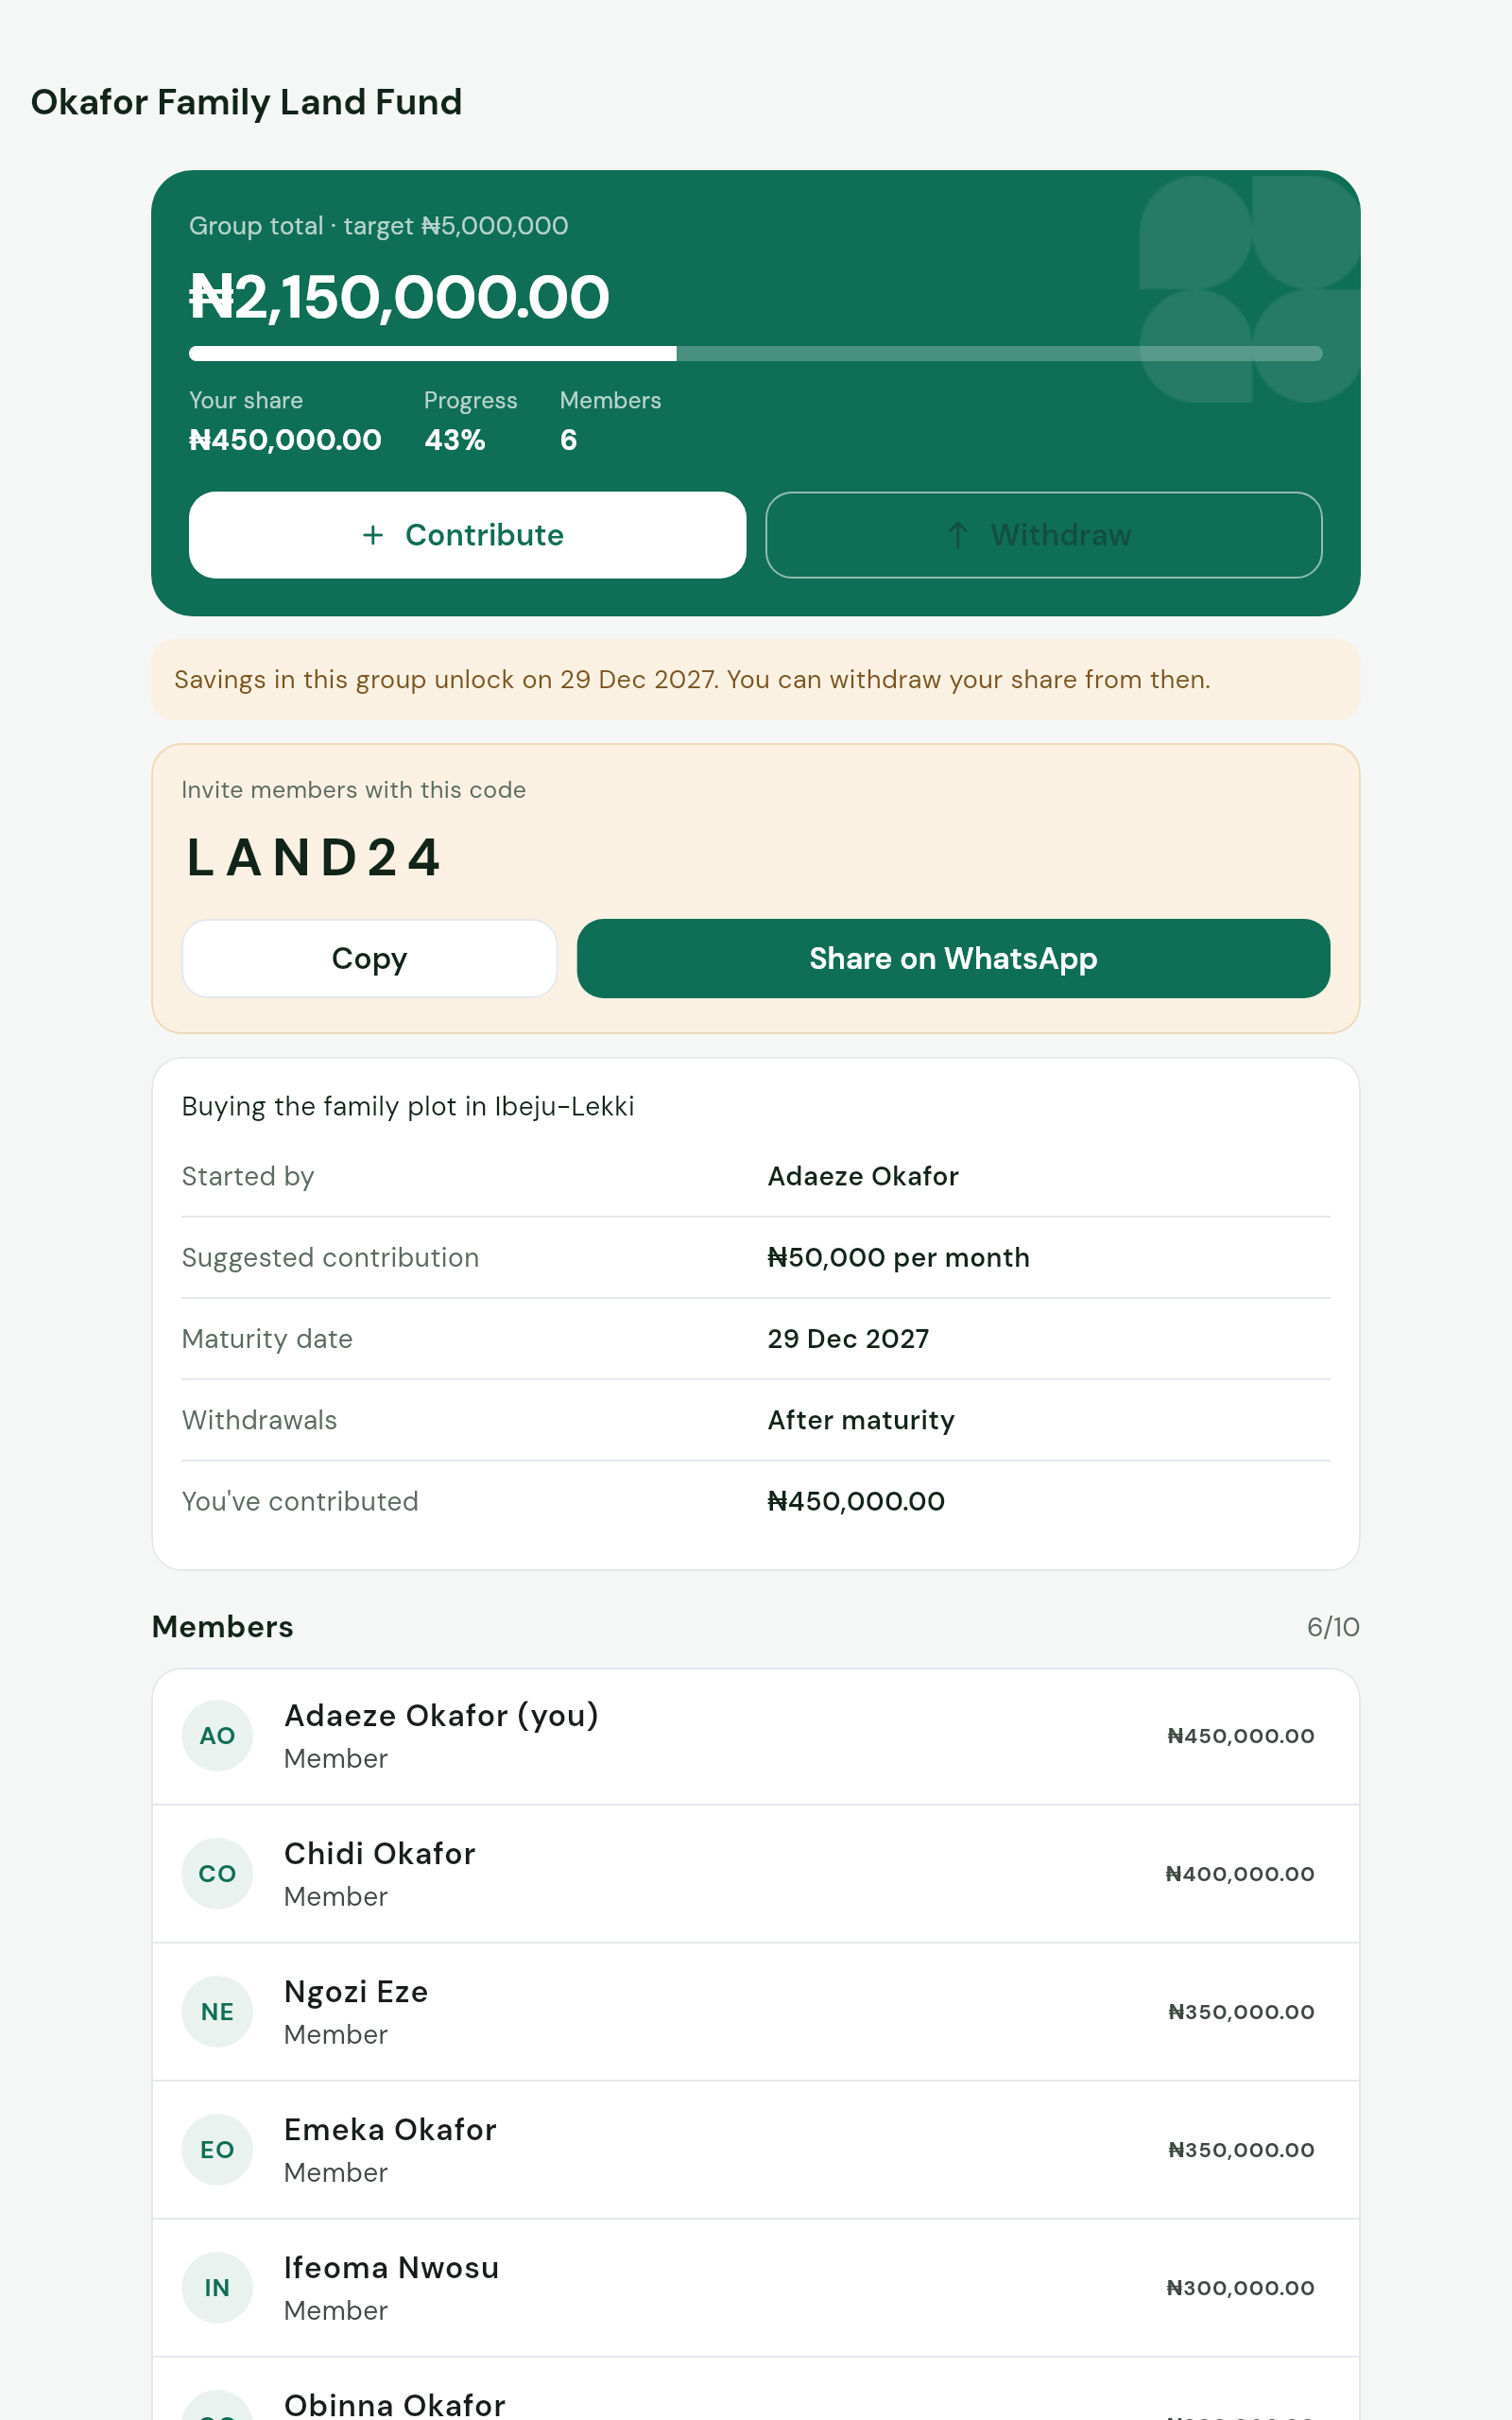 Okafor Family Land Fund
Group total · target ₦5,000,000
₦2,150,000.00
Your share Progress Members
₦450,000.00 43% 6
+ Contribute ↑ Withdraw
Savings in this group unlock on 29 Dec 2027. You can withdraw your share from then.
Invite members with this code
LAND24
Copy Share on WhatsApp
Buying the family plot in Ibeju-Lekki
Started by Adaeze Okafor
Suggested contribution ₦50,000 per month
Maturity date 29 Dec 2027
Withdrawals After maturity
You've contributed ₦450,000.00
Members 6/10
AO Adaeze Okafor (you) ₦450,000.00
Member
CO Chidi Okafor ₦400,000.00
Member
NE Ngozi Eze ₦350,000.00
Member
EO Emeka Okafor ₦350,000.00
Member
IN Ifeoma Nwosu ₦300,000.00
Member
Obinna Okafor